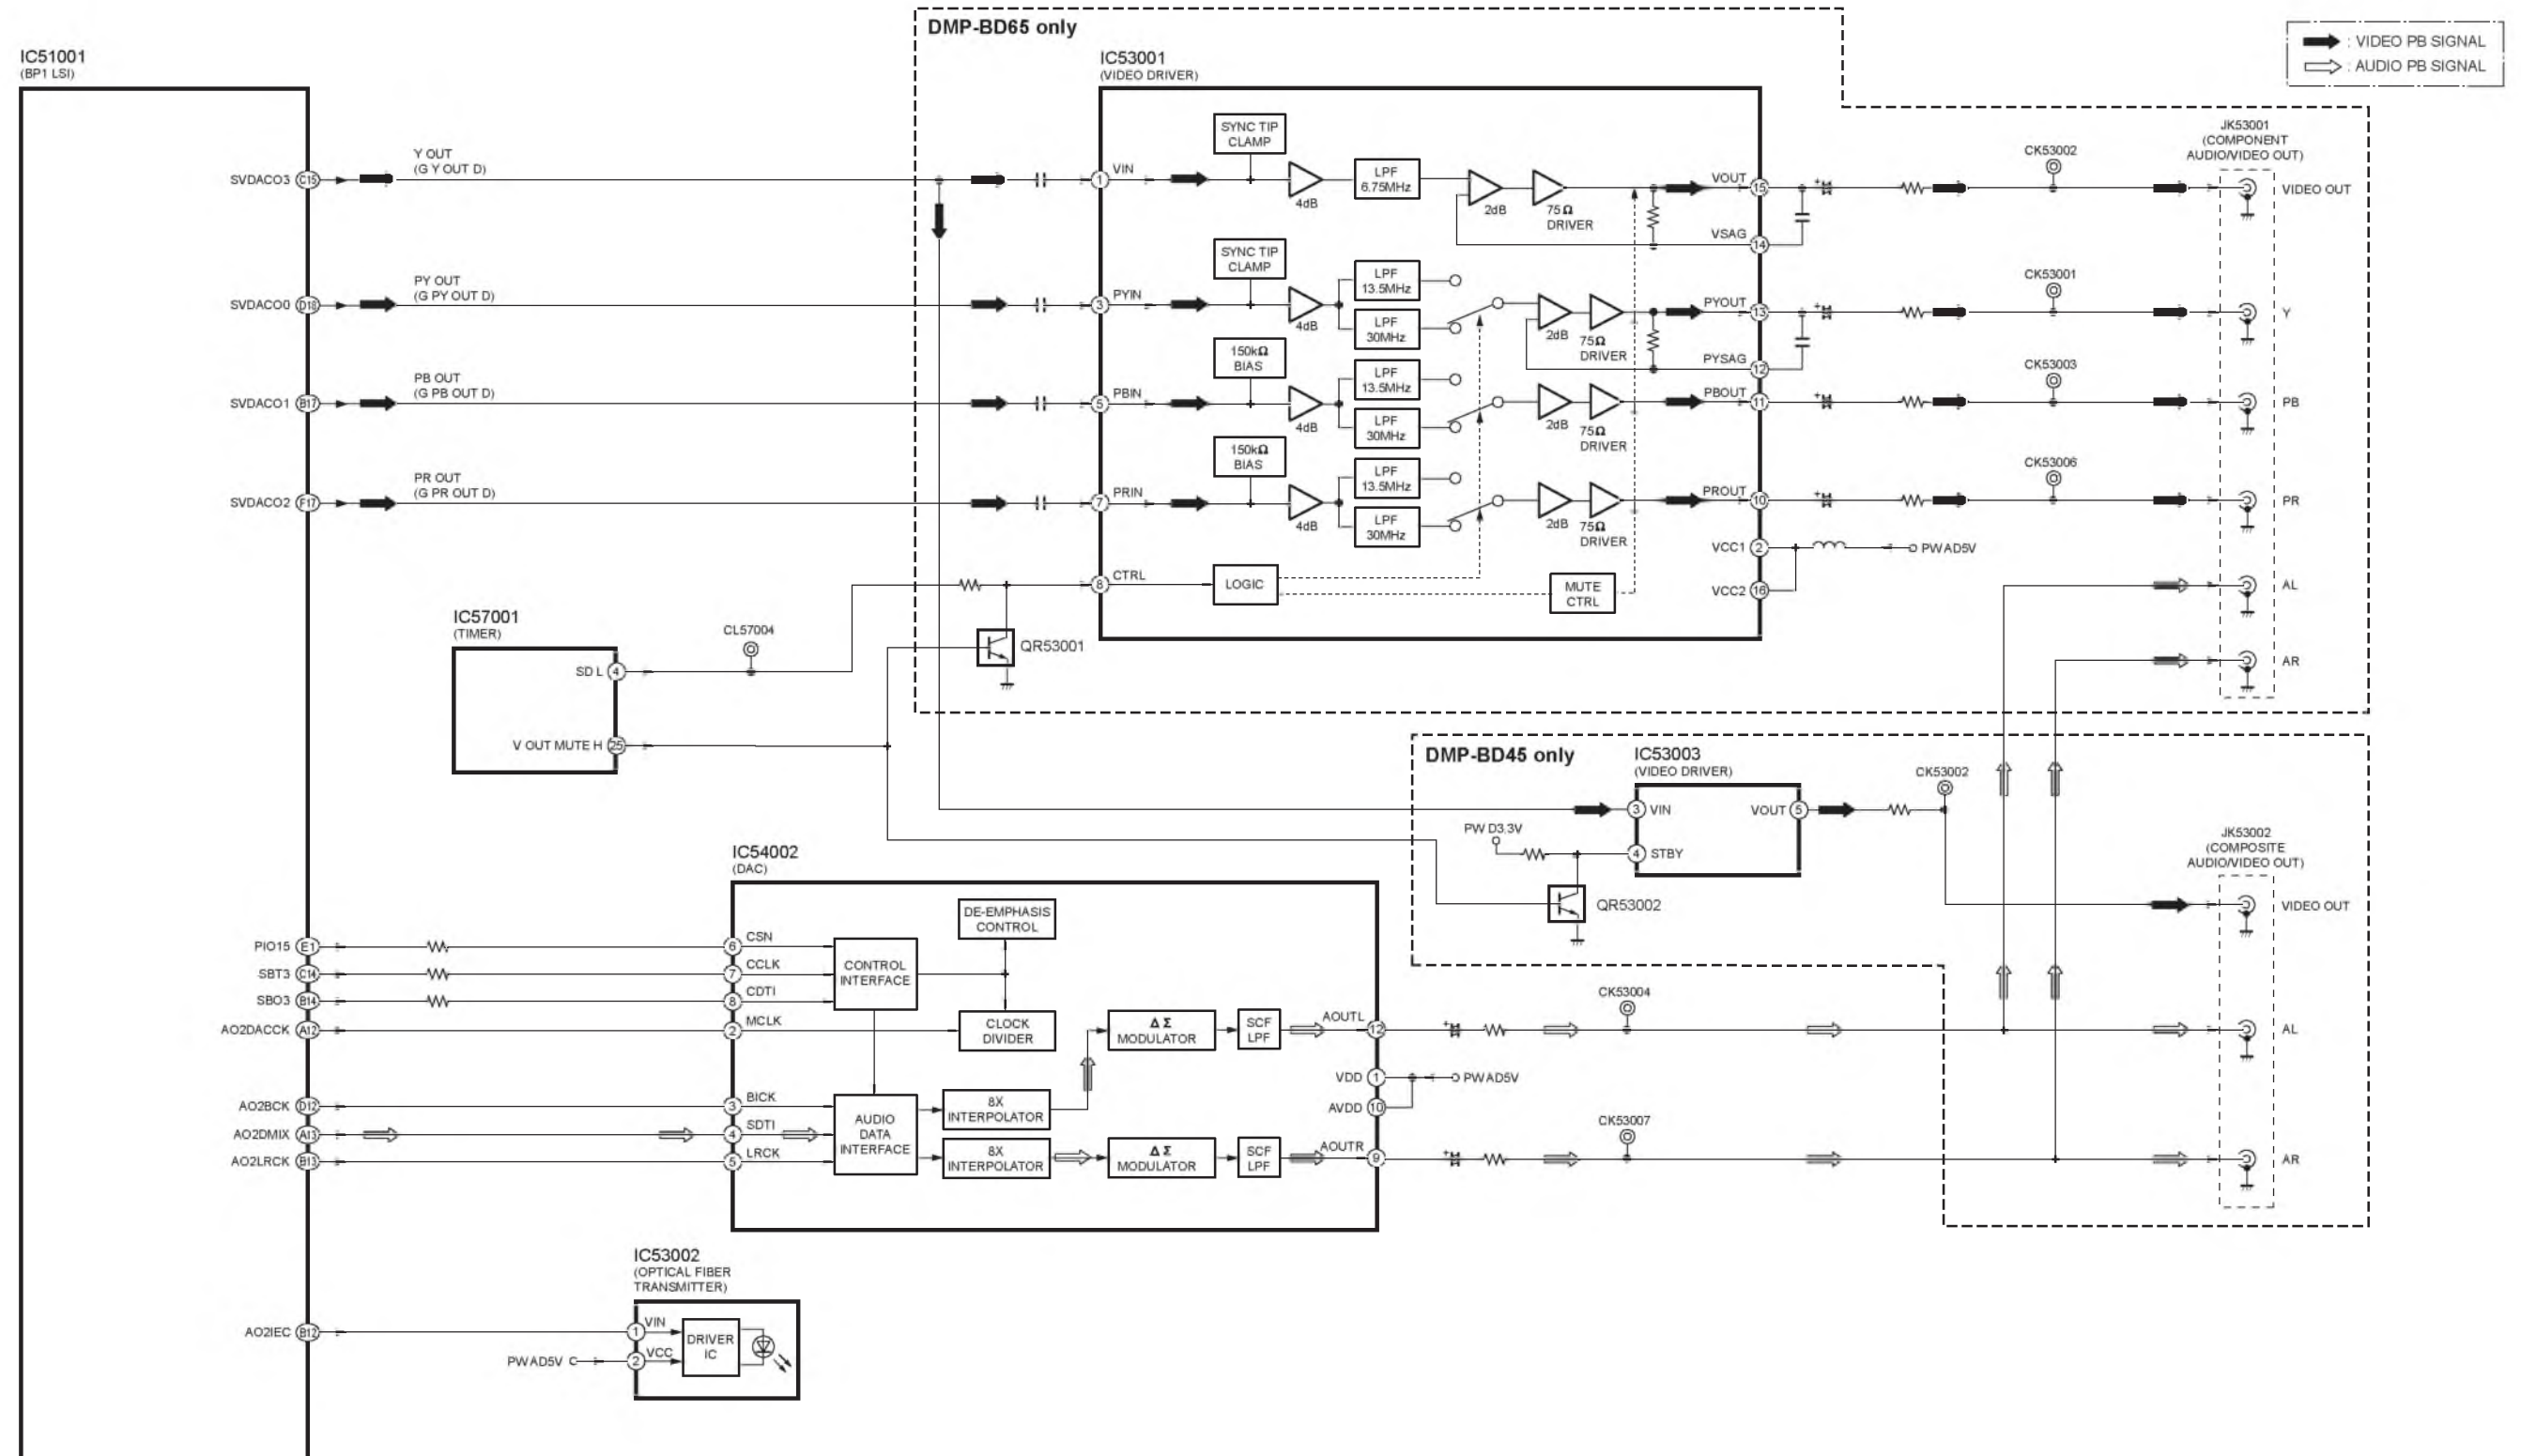 DMP-BD65 only
: VIDEO PB SIGNAL
: AUDIO PB SIGNAL
IC51001
(BP1 LSI)
SVDACO3 C15
Y OUT
(G Y OUT D)
SVDACO0 D18
PY OUT
(G PY OUT D)
SVDACO1 B17
PB OUT
(G PB OUT D)
SVDACO2 F17
PR OUT
(G PR OUT D)
IC53001
(VIDEO DRIVER)
SYNC TIP
CLAMP
1 VIN
4dB
LPF
6.75MHz
2dB
75Ω
DRIVER
VOUT 15
VSAG 14
SYNC TIP
CLAMP
3 PYIN
4dB
LPF
13.5MHz
LPF
30MHz
2dB
75Ω
DRIVER
PYOUT 13
PYSAG 12
150kΩ
BIAS
5 PBIN
4dB
LPF
13.5MHz
LPF
30MHz
2dB
75Ω
DRIVER
PBOUT 11
150kΩ
BIAS
7 PRIN
4dB
LPF
13.5MHz
LPF
30MHz
2dB
75Ω
DRIVER
PROUT 10
VCC1 2
PWAD5V
VCC2 16
8 CTRL
LOGIC
MUTE
CTRL
JK53001
(COMPONENT
AUDIO/VIDEO OUT)
CK53002
VIDEO OUT
CK53001
Y
CK53003
PB
CK53006
PR
AL
AR
IC57001
(TIMER)
SD L 4
V OUT MUTE H 25
CL57004
QR53001
DMP-BD45 only
IC53003
(VIDEO DRIVER)
3 VIN
VOUT 5
4 STBY
PW D3.3V
QR53002
CK53002
JK53002
(COMPOSITE
AUDIO/VIDEO OUT)
VIDEO OUT
AL
AR
IC54002
(DAC)
PIO15 E1
SBT3 C14
SBO3 B14
AO2DACCK A12
AO2BCK D12
AO2DMIX A13
AO2LRCK B13
6 CSN
7 CCLK
8 CDTI
2 MCLK
3 BICK
4 SDTI
5 LRCK
CONTROL
INTERFACE
DE-EMPHASIS
CONTROL
CLOCK
DIVIDER
AUDIO
DATA
INTERFACE
8X
INTERPOLATOR
8X
INTERPOLATOR
ΔΣ
MODULATOR
SCF
LPF
AOUTL 12
VDD 1
PWAD5V
AVDD 10
ΔΣ
MODULATOR
SCF
LPF
AOUTR 9
CK53004
CK53007
IC53002
(OPTICAL FIBER
TRANSMITTER)
AO2IEC B12
1 VIN
PWAD5V
2 VCC
DRIVER
IC